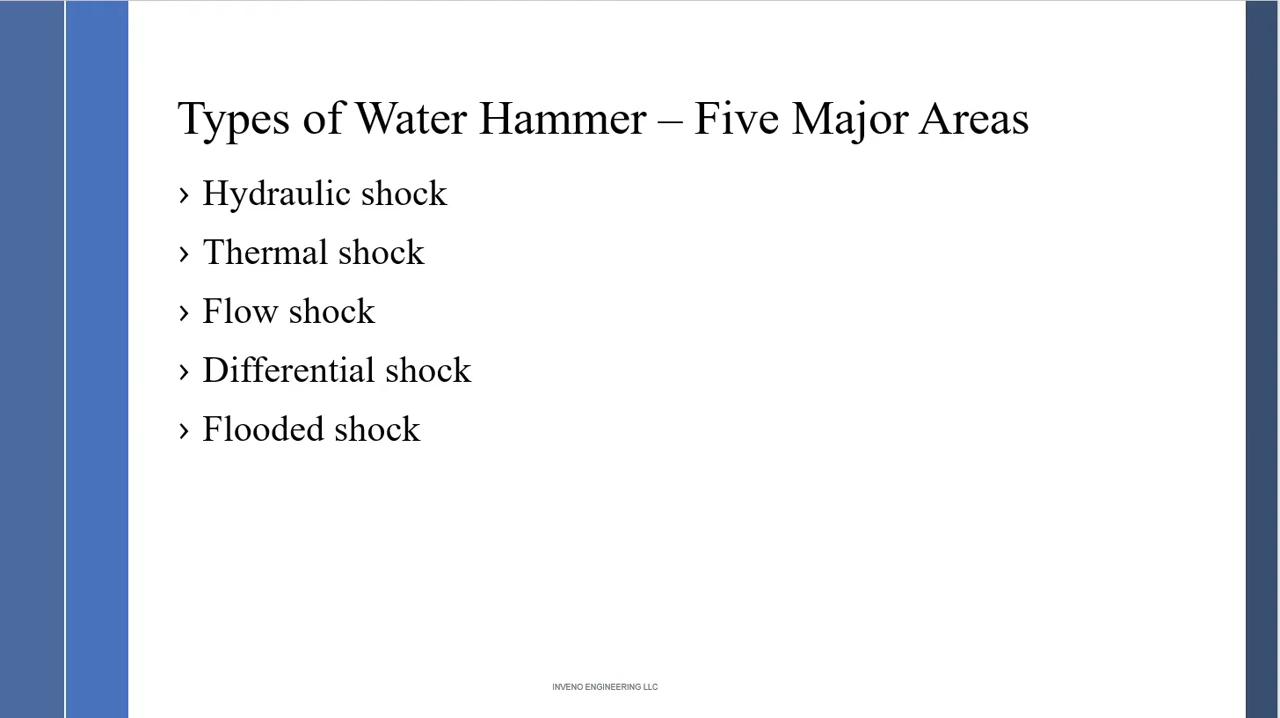 Types of Water Hammer – Five Major Areas
› Hydraulic shock
› Thermal shock
› Flow shock
› Differential shock
› Flooded shock
INVENO ENGINEERING LLC